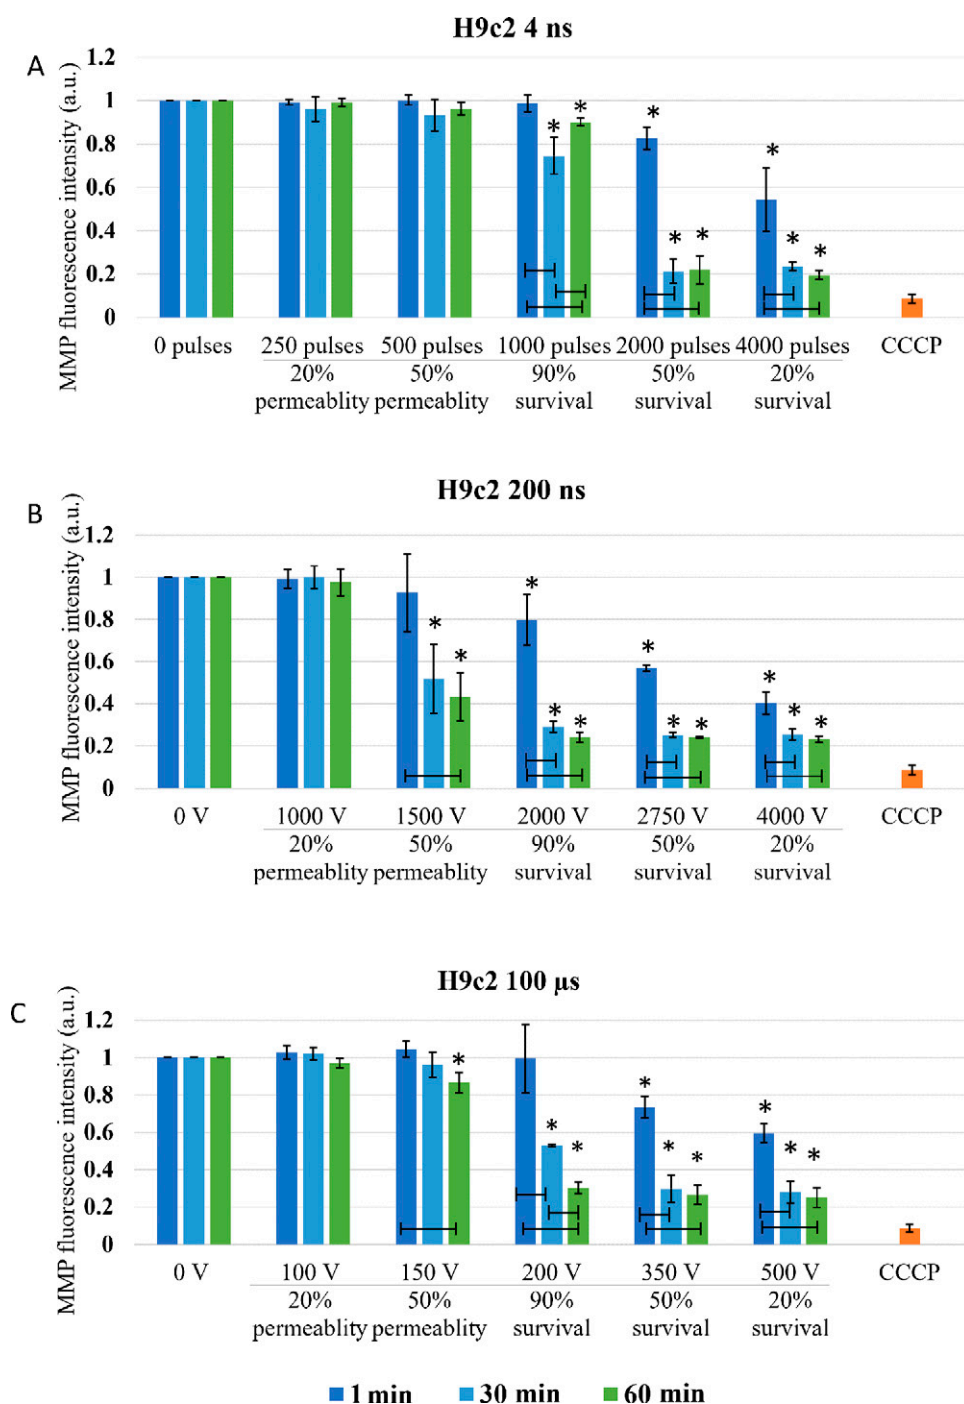 H9c2 4 ns
A
MMP fluorescence intensity (a.u.)
1.2
1
0.8
0.6
0.4
0.2
0
* * * * * * * *
0 pulses 250 pulses 500 pulses 1000 pulses 2000 pulses 4000 pulses CCCP
20% 50% 90% 50% 20%
permeablity permeablity survival survival survival
H9c2 200 ns
B
MMP fluorescence intensity (a.u.)
1.2
1
0.8
0.6
0.4
0.2
0
* * * * * * * * * * *
0 V 1000 V 1500 V 2000 V 2750 V 4000 V CCCP
20% 50% 90% 50% 20%
permeablity permeablity survival survival survival
H9c2 100 µs
C
MMP fluorescence intensity (a.u.)
1.2
1
0.8
0.6
0.4
0.2
0
* * * * * * * * *
0 V 100 V 150 V 200 V 350 V 500 V CCCP
20% 50% 90% 50% 20%
permeablity permeablity survival survival survival
1 min 30 min 60 min